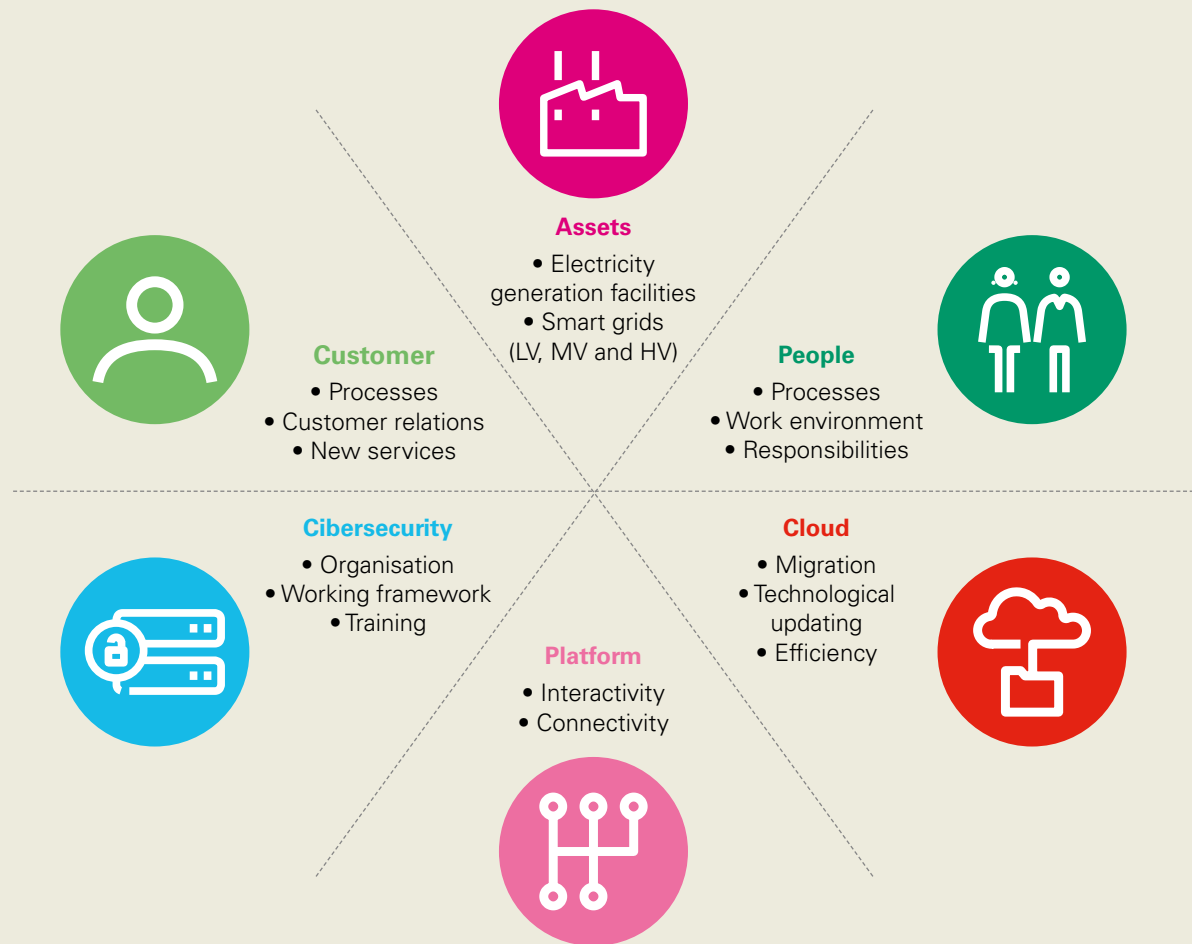 Assets
• Electricity
generation facilities
• Smart grids
(LV, MV and HV)
Customer
• Processes
• Customer relations
• New services
People
• Processes
• Work environment
• Responsibilities
Cibersecurity
• Organisation
• Working framework
• Training
Cloud
• Migration
• Technological
updating
• Efficiency
Platform
• Interactivity
• Connectivity